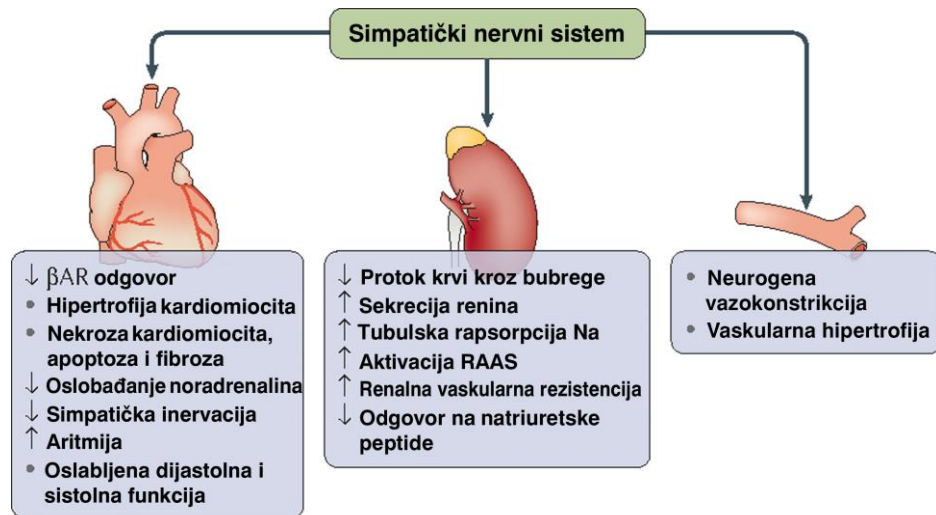 Simpatički nervni sistem
↓ βAR odgovor
• Hipertrofija kardiomiocita
• Nekroza kardiomiocita,
apoptoza i fibroza
↓ Oslobađanje noradrenalina
↓ Simpatička inervacija
↑ Aritmija
• Oslabljena dijastolna i
sistolna funkcija
↓ Protok krvi kroz bubrege
↑ Sekrecija renina
↑ Tubulska rapsorpcija Na
↑ Aktivacija RAAS
↑ Renalna vaskularna rezistencija
↓ Odgovor na natriuretske
peptide
• Neurogena
vazokonstrikcija
• Vaskularna hipertrofija